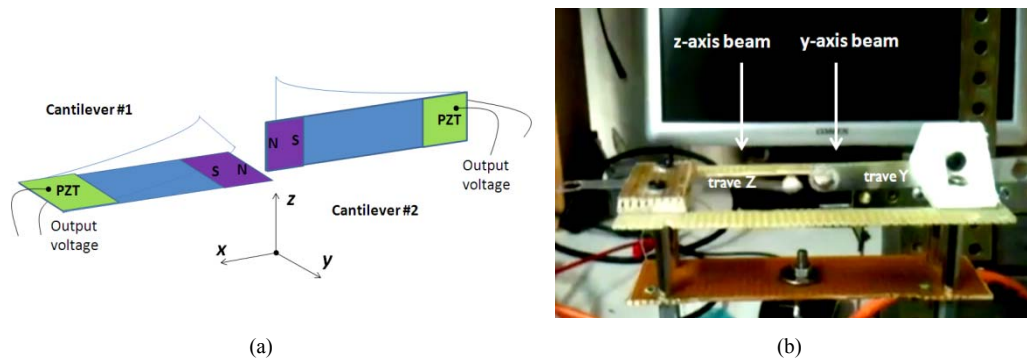 Cantilever #1
PZT
S N
Output
voltage
N S
PZT
Output
voltage
Cantilever #2
z
x
y
(a)
z-axis beam
y-axis beam
trave Z
trave Y
(b)